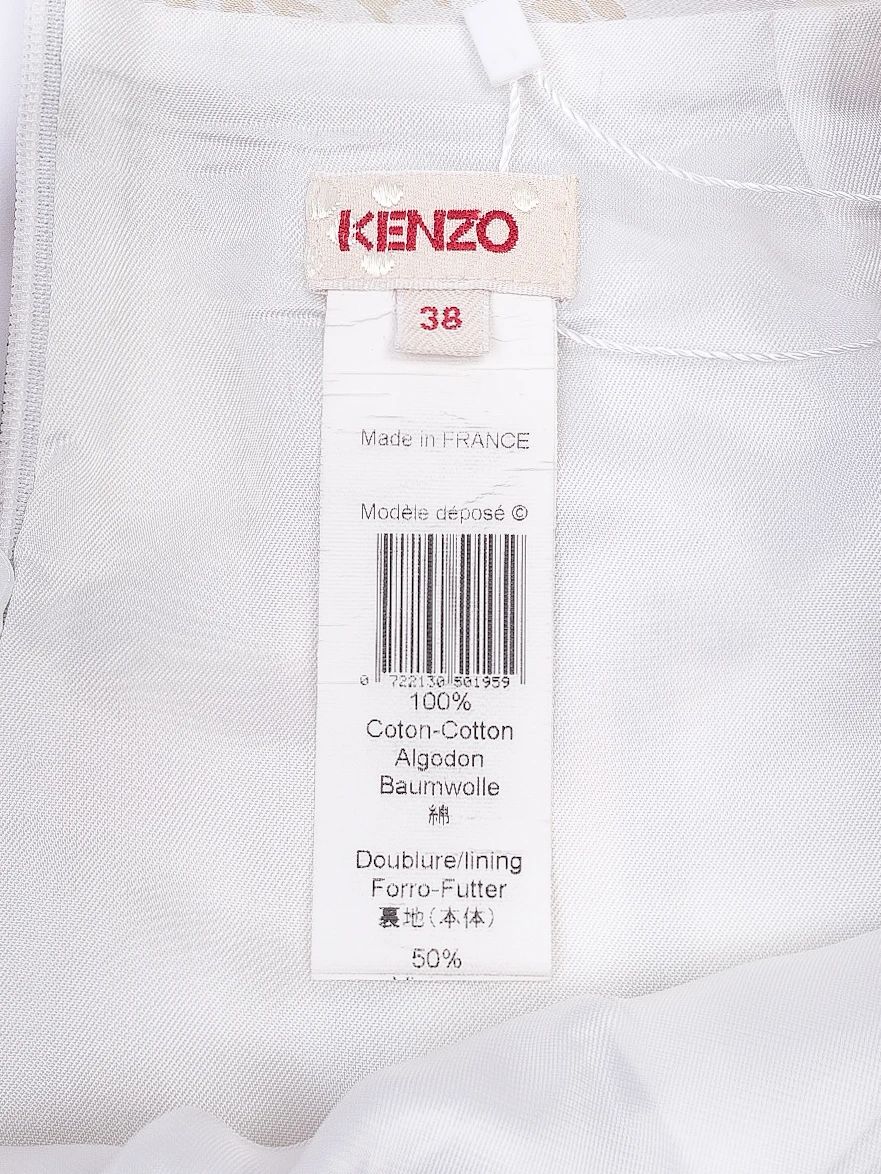 KENZO
38
Made in FRANCE
Modèle déposé ©
0 722130 501959
100%
Coton-Cotton
Algodon
Baumwolle
綿
Doublure/lining
Forro-Futter
裏地(本体)
50%